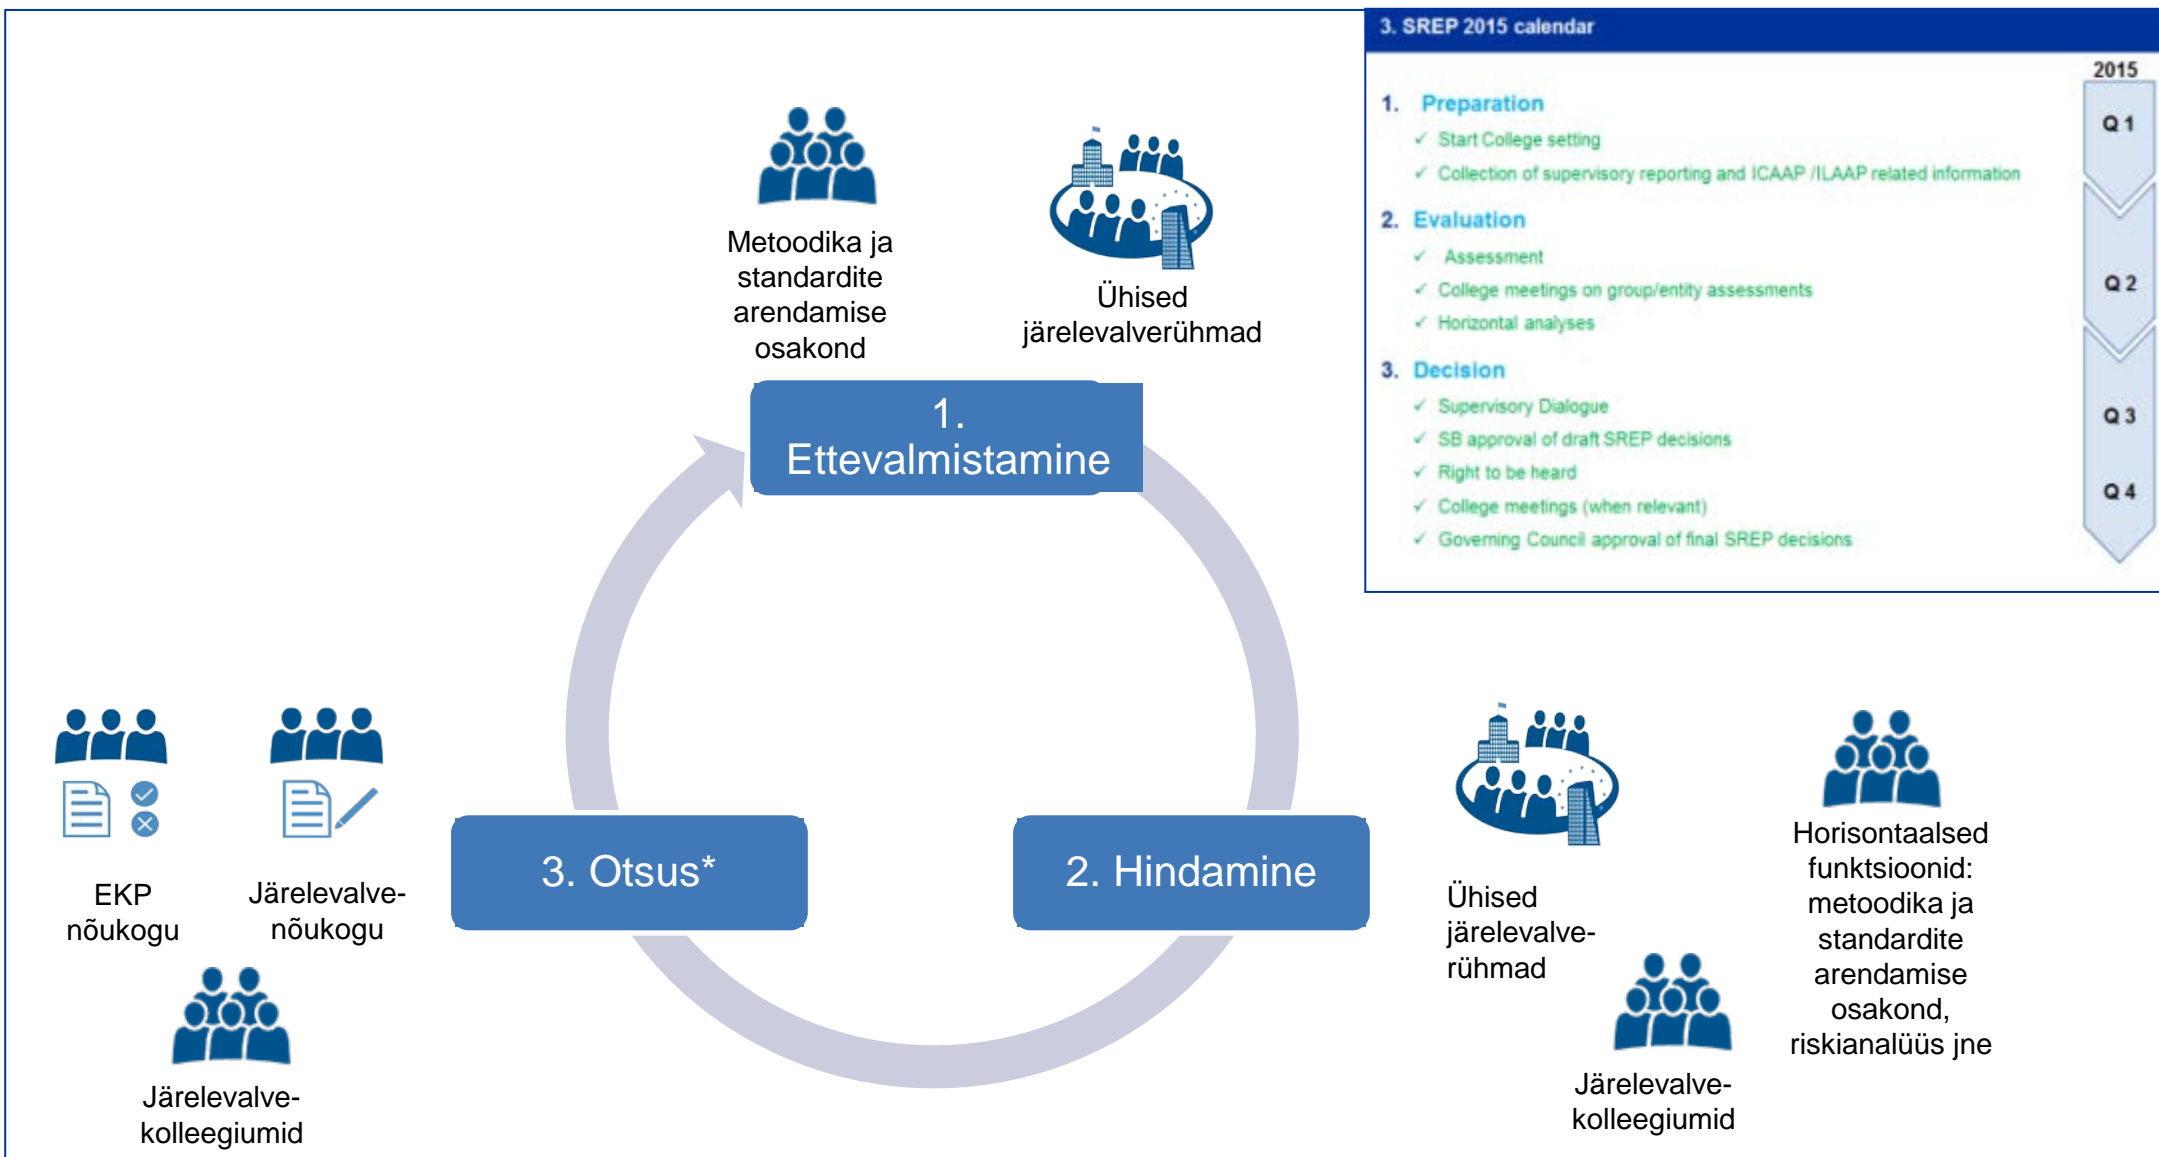 3. SREP 2015 calendar
2015
1. Preparation
✓ Start College setting
✓ Collection of supervisory reporting and ICAAP /ILAAP related information
Q 1
2. Evaluation
✓ Assessment
✓ College meetings on group/entity assessments
✓ Horizontal analyses
Q 2
3. Decision
✓ Supervisory Dialogue
✓ SB approval of draft SREP decisions
✓ Right to be heard
✓ College meetings (when relevant)
✓ Governing Council approval of final SREP decisions
Q 3
Q 4
Metoodika ja
standardite
arendamise
osakond
Ühised
järelevalverühmad
1.
Ettevalmistamine
2. Hindamine
Ühised
järelevalve-
rühmad
Horisontaalsed
funktsioonid:
metoodika ja
standardite
arendamise
osakond,
riskianalüüs jne
Järelevalve-
kolleegiumid
3. Otsus*
EKP
nõukogu
Järelevalve-
nõukogu
Järelevalve-
kolleegiumid